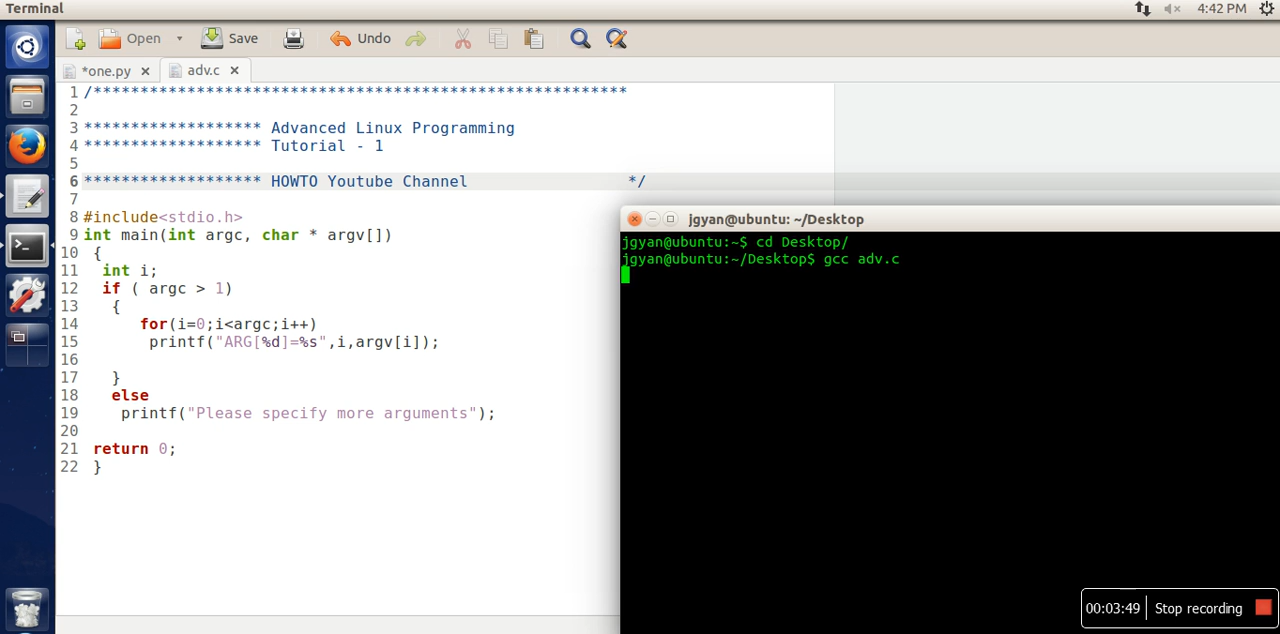 Terminal
4:42 PM
Open
Save
Undo
*one.py
adv.c
1 /*********************************************************
2
3 ******************* Advanced Linux Programming
4 ******************* Tutorial - 1
5
6 ******************* HOWTO Youtube Channel                 */
7
8 #include<stdio.h>
9 int main(int argc, char * argv[])
10 {
11  int i;
12  if ( argc > 1)
13   {
14      for(i=0;i<argc;i++)
15       printf("ARG[%d]=%s",i,argv[i]);
16
17   }
18   else
19    printf("Please specify more arguments");
20
21 return 0;
22 }
jgyan@ubuntu: ~/Desktop
jgyan@ubuntu:~$ cd Desktop/
jgyan@ubuntu:~/Desktop$ gcc adv.c
00:03:49 Stop recording